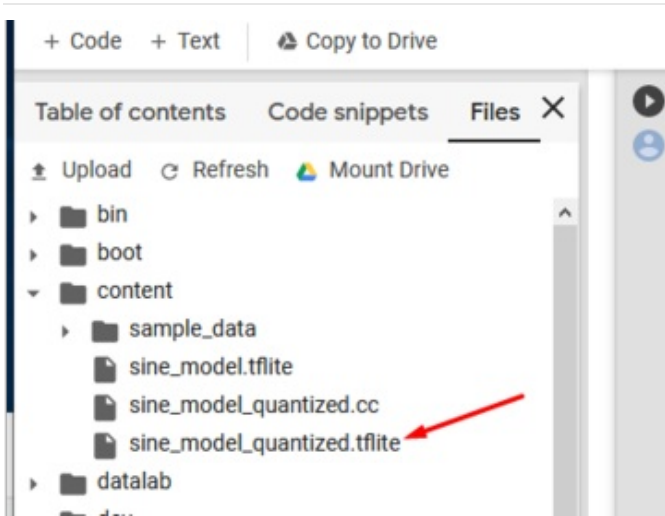 + Code + Text Copy to Drive
Table of contents Code snippets Files
Upload Refresh Mount Drive
bin
boot
content
sample_data
sine_model.tflite
sine_model_quantized.cc
sine_model_quantized.tflite
datalab